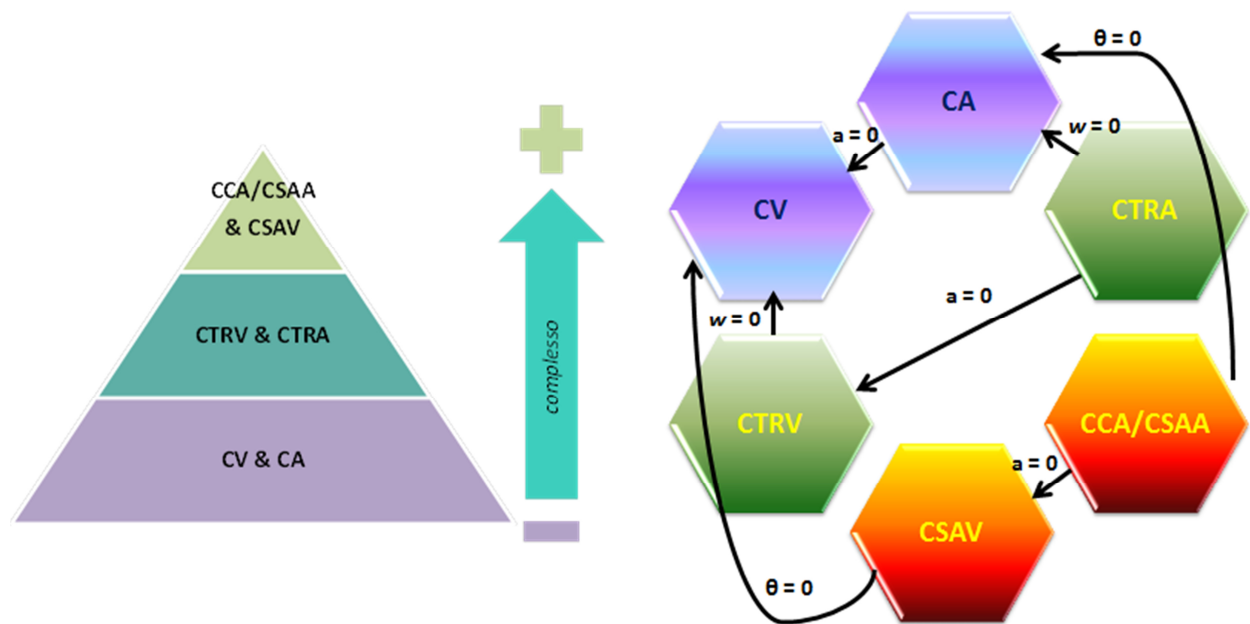 CCA/CSAA
& CSAV
CTRV & CTRA
CV & CA
complesso
CA
θ = 0
a = 0
w = 0
CV
CTRA
a = 0
w = 0
CTRV
CCA/CSAA
a = 0
CSAV
θ = 0